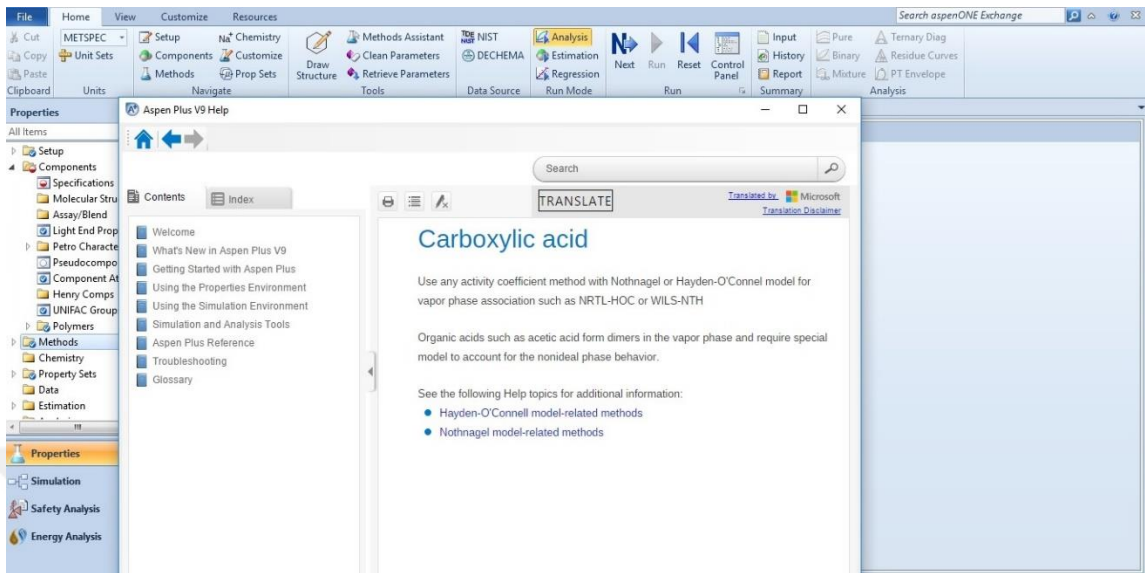 File Home View Customize Resources Search aspenONE Exchange
Cut METSPEC Setup Na+ Chemistry Methods Assistant NIST Analysis Input Pure Ternary Diag
Copy Unit Sets Components Customize Draw Structure Clean Parameters DECHEMA Estimation Next Run Reset Control Panel History Binary Residue Curves
Paste Methods Prop Sets Retrieve Parameters Regression Report Mixture PT Envelope
Clipboard Units Navigate Tools Data Source Run Mode Run Summary Analysis
Properties
All Items
Setup
Components
Specifications
Molecular Stru
Assay/Blend
Light End Prop
Petro Characte
Pseudocompo
Component At
Henry Comps
UNIFAC Group
Polymers
Methods
Chemistry
Property Sets
Data
Estimation
Properties
Simulation
Safety Analysis
Energy Analysis
Aspen Plus V9 Help
Search
Contents Index
TRANSLATE
Translated by Microsoft
Translation Disclaimer
Welcome
What's New in Aspen Plus V9
Getting Started with Aspen Plus
Using the Properties Environment
Using the Simulation Environment
Simulation and Analysis Tools
Aspen Plus Reference
Troubleshooting
Glossary
Carboxylic acid
Use any activity coefficient method with Nothnagel or Hayden-O'Connel model for
vapor phase association such as NRTL-HOC or WILS-NTH
Organic acids such as acetic acid form dimers in the vapor phase and require special
model to account for the nonideal phase behavior.
See the following Help topics for additional information:
Hayden-O'Connell model-related methods
Nothnagel model-related methods